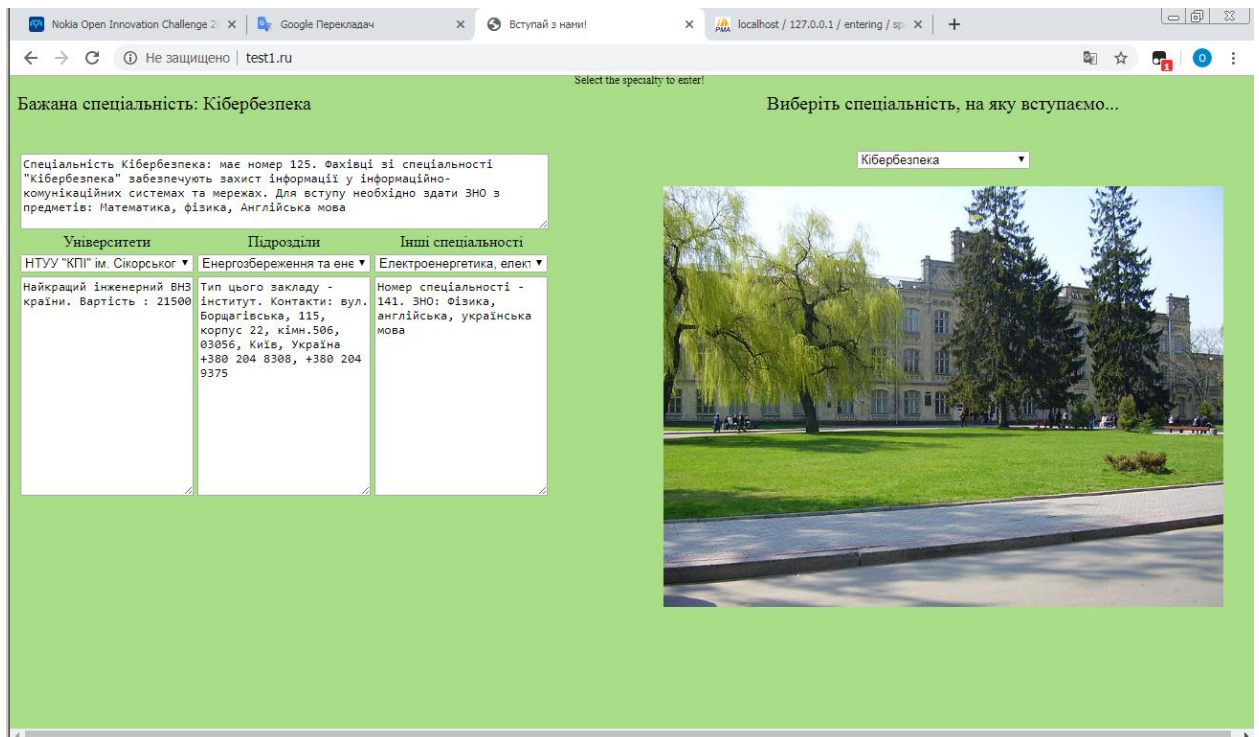 Nokia Open Innovation Challenge 2
Google Перекладач
Вступай з нами!
localhost / 127.0.0.1 / entering / sp
Не защищено | test1.ru
Select the specialty to enter!
Бажана спеціальність: Кібербезпека
Виберіть спеціальність, на яку вступаємо...
Кібербезпека
Спеціальність Кібербезпека: має номер 125. Фахівці зі спеціальності
"Кібербезпека" забезпечують захист інформації у інформаційно-
комунікаційних системах та мережах. Для вступу необхідно здати ЗНО з
предметів: Математика, фізика, Англійська мова
Університети
НТУУ "КПІ" ім. Сікорськог
Найкращий інженерний ВНЗ
країни. Вартість : 21500
Підрозділи
Енергозбереження та ене
Тип цього закладу -
інститут. Контакти: вул.
Борщагівська, 115,
корпус 22, кімн.506,
03056, Київ, Україна
+380 204 8308, +380 204
9375
Інші спеціальності
Електроенергетика, елект
Номер спеціальності -
141. ЗНО: Фізика,
англійська, українська
мова